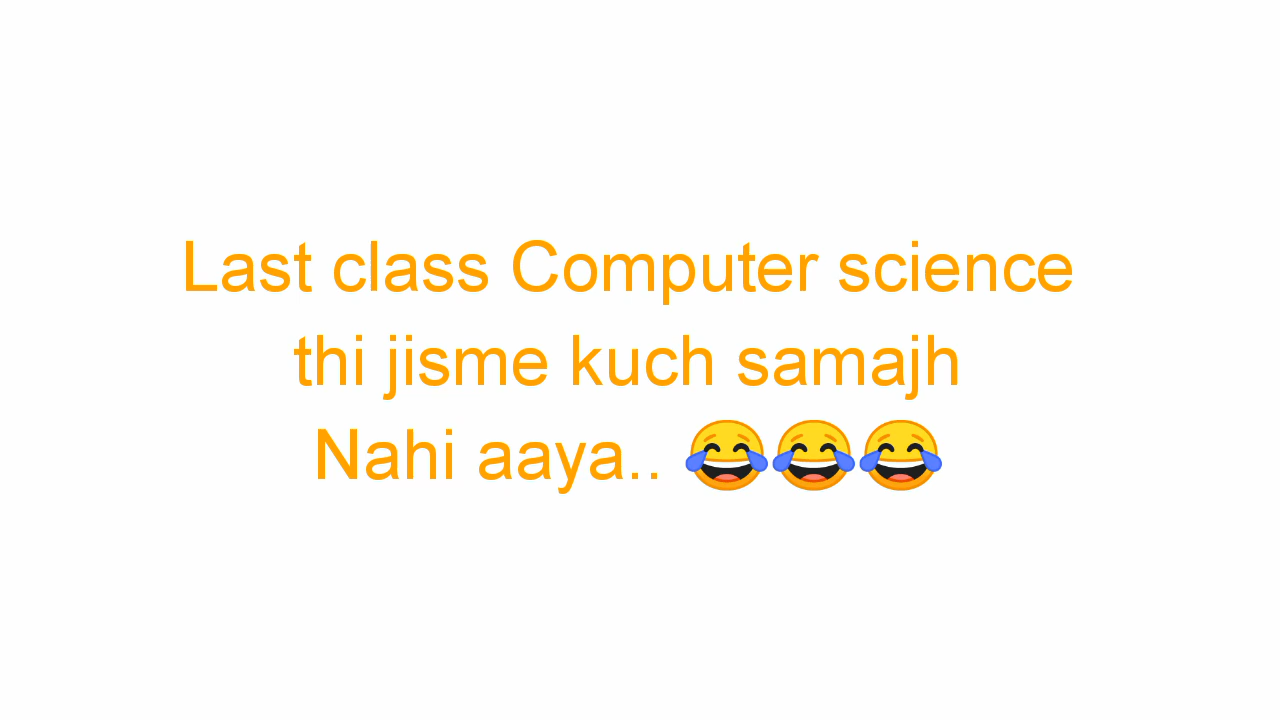 Last class Computer science
thi jisme kuch samajh
Nahi aaya.. 😂😂😂